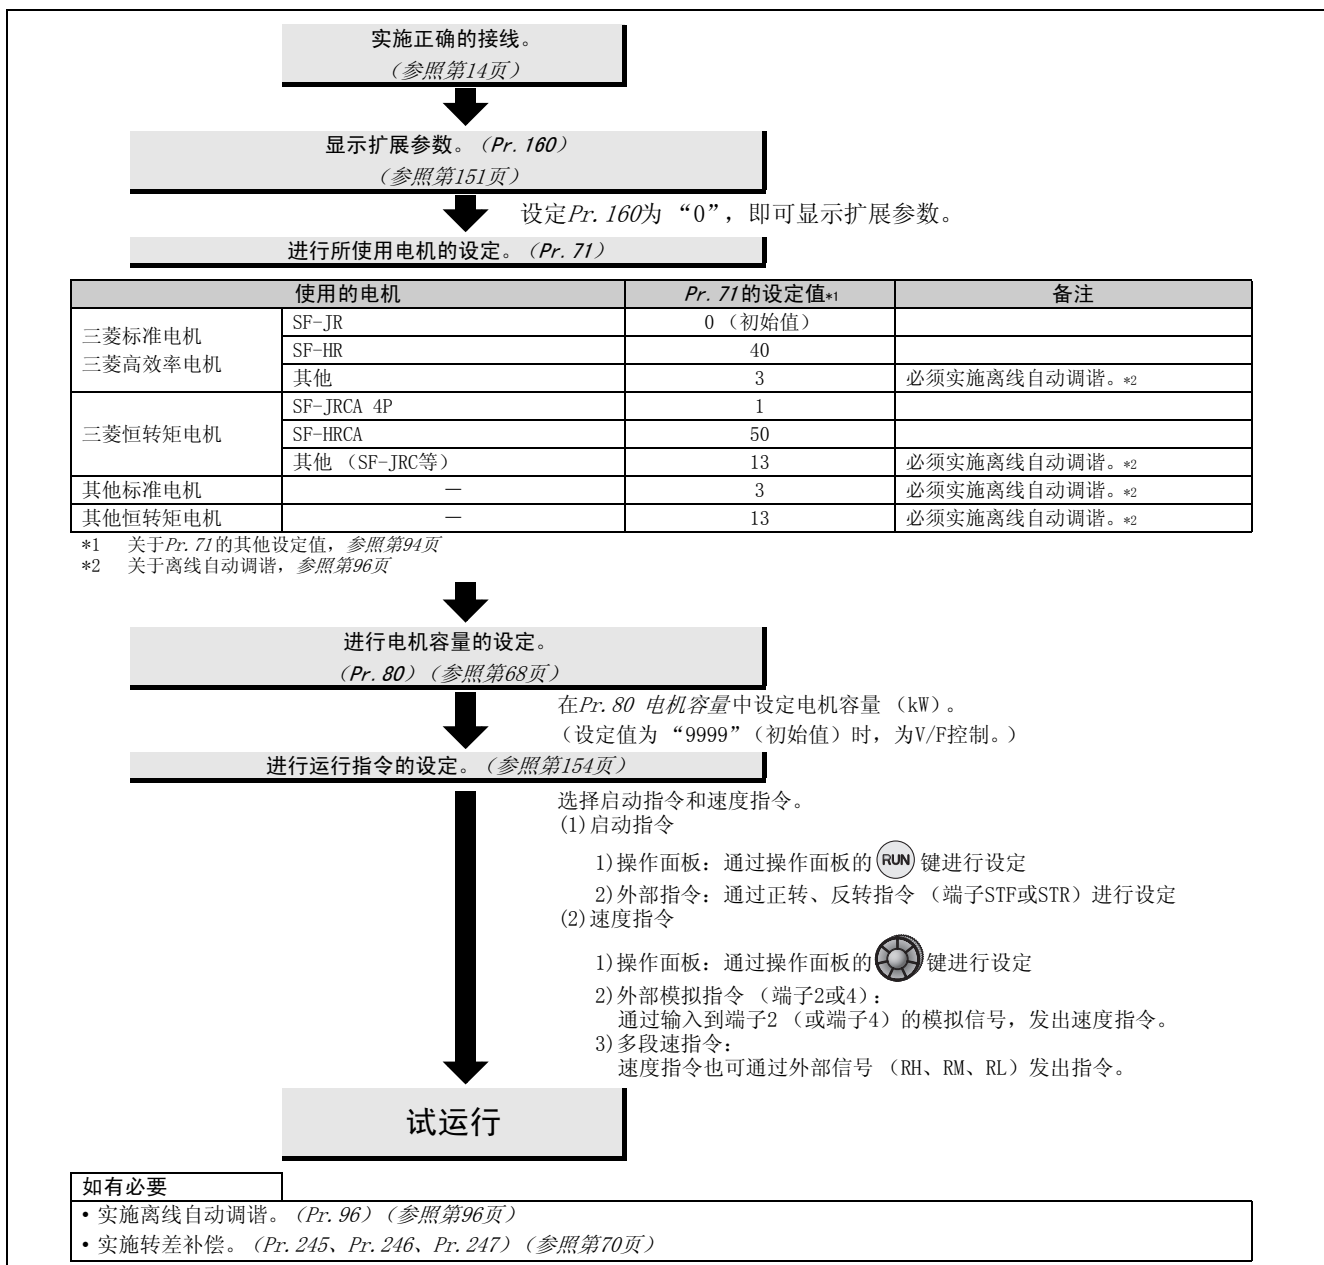 实施正确的接线。
（参照第14页）
显示扩展参数。（Pr. 160）
（参照第151页）
设定Pr. 160为 “0”，即可显示扩展参数。
进行所使用电机的设定。（Pr. 71）
使用的电机 Pr. 71的设定值*1 备注
三菱标准电机
三菱高效率电机
SF-JR 0 （初始值）
SF-HR 40
其他 3 必须实施离线自动调谐。*2
三菱恒转矩电机
SF-JRCA 4P 1
SF-HRCA 50
其他 （SF-JRC等） 13 必须实施离线自动调谐。*2
其他标准电机 — 3 必须实施离线自动调谐。*2
其他恒转矩电机 — 13 必须实施离线自动调谐。*2
*1 关于Pr. 71的其他设定值，参照第94页
*2 关于离线自动调谐，参照第96页
进行电机容量的设定。
（Pr. 80）（参照第68页）
在Pr. 80 电机容量中设定电机容量 （kW）。
（设定值为 “9999”（初始值）时，为V/F控制。）
进行运行指令的设定。（参照第154页）
选择启动指令和速度指令。
(1)启动指令
1)操作面板：通过操作面板的 RUN 键进行设定
2)外部指令：通过正转、反转指令 （端子STF或STR）进行设定
(2)速度指令
1)操作面板：通过操作面板的 键进行设定
2)外部模拟指令 （端子2或4）：
通过输入到端子2 （或端子4）的模拟信号，发出速度指令。
3)多段速指令：
速度指令也可通过外部信号 （RH、RM、RL）发出指令。
试运行
如有必要
• 实施离线自动调谐。（Pr. 96）（参照第96页）
• 实施转差补偿。（Pr. 245、Pr. 246、Pr. 247）（参照第70页）